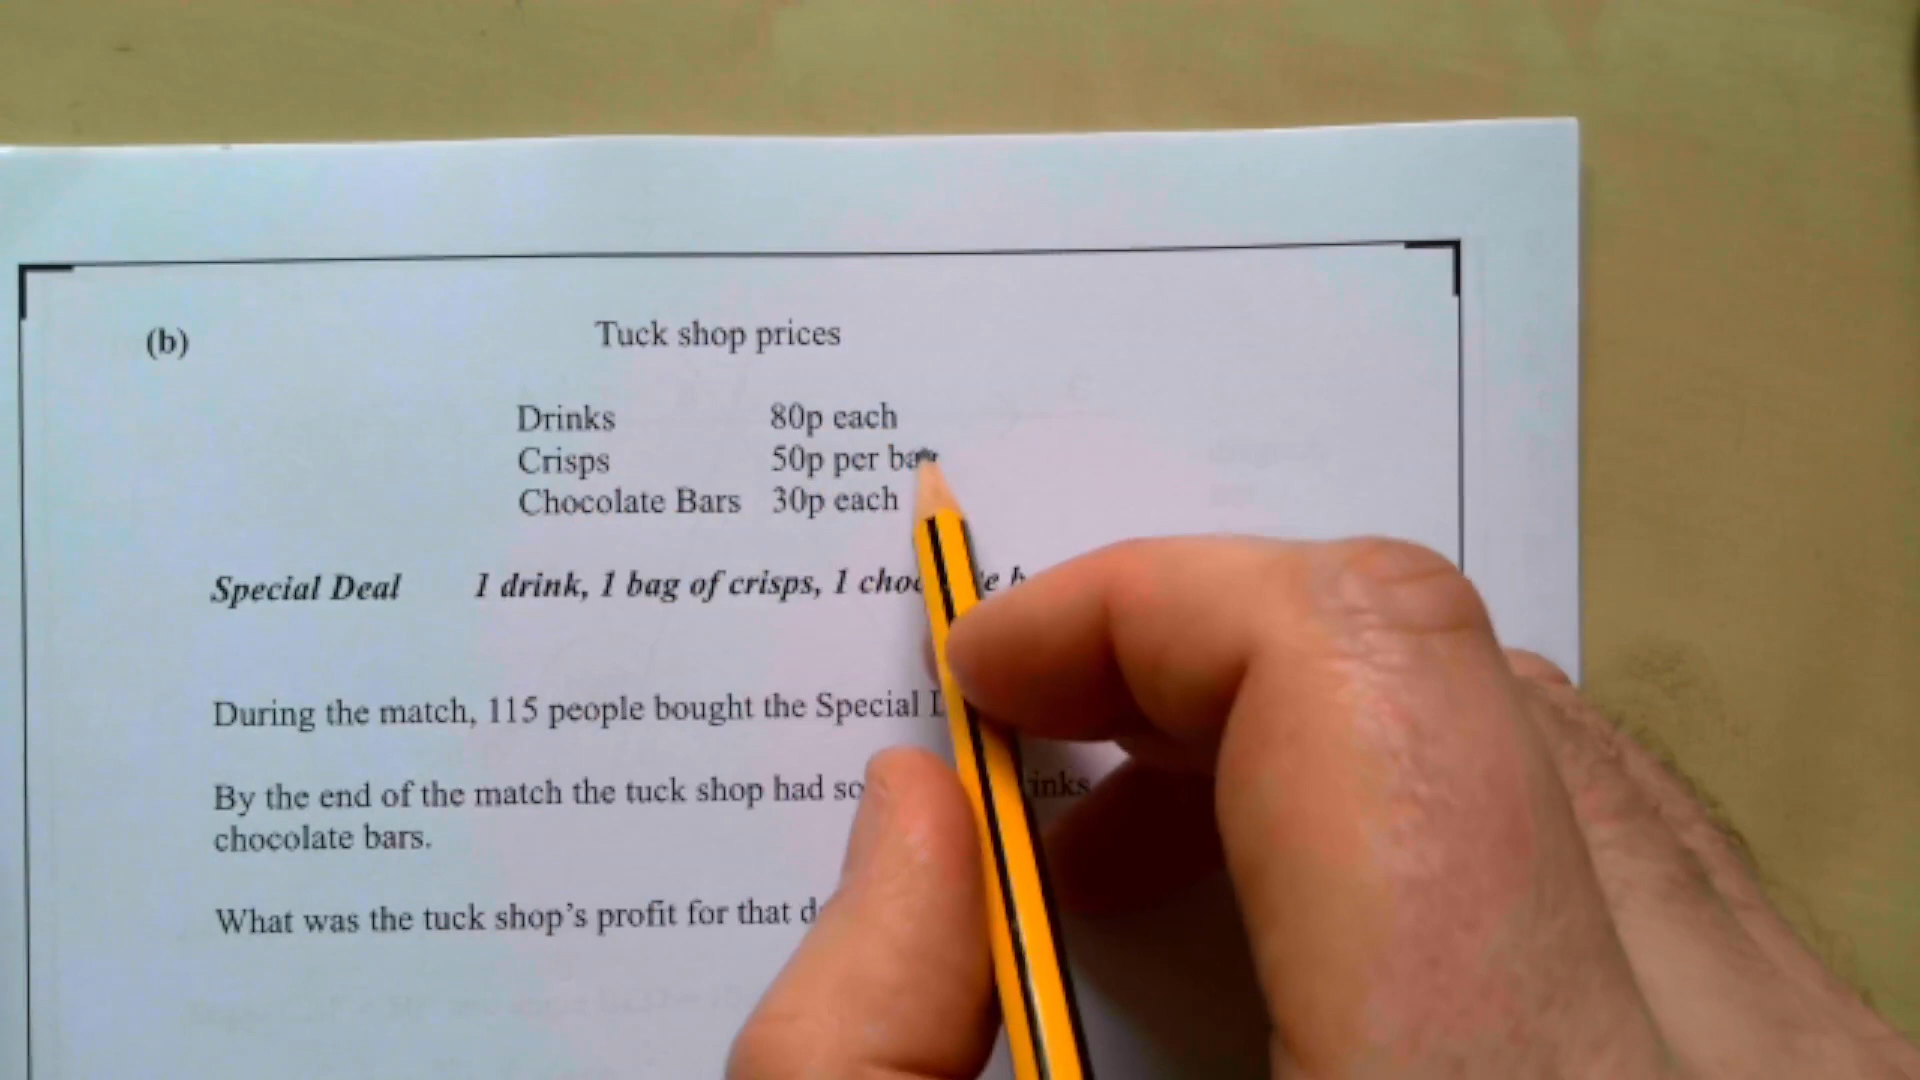 (b) Tuck shop prices
Drinks 80p each
Crisps 50p per
Chocolate Bars 30p each
Special Deal 1 drink, 1 bag of crisps, 1
During the match, 115 people bought the Special
By the end of the match the tuck shop had
chocolate bars.
What was the tuck shop's profit for that